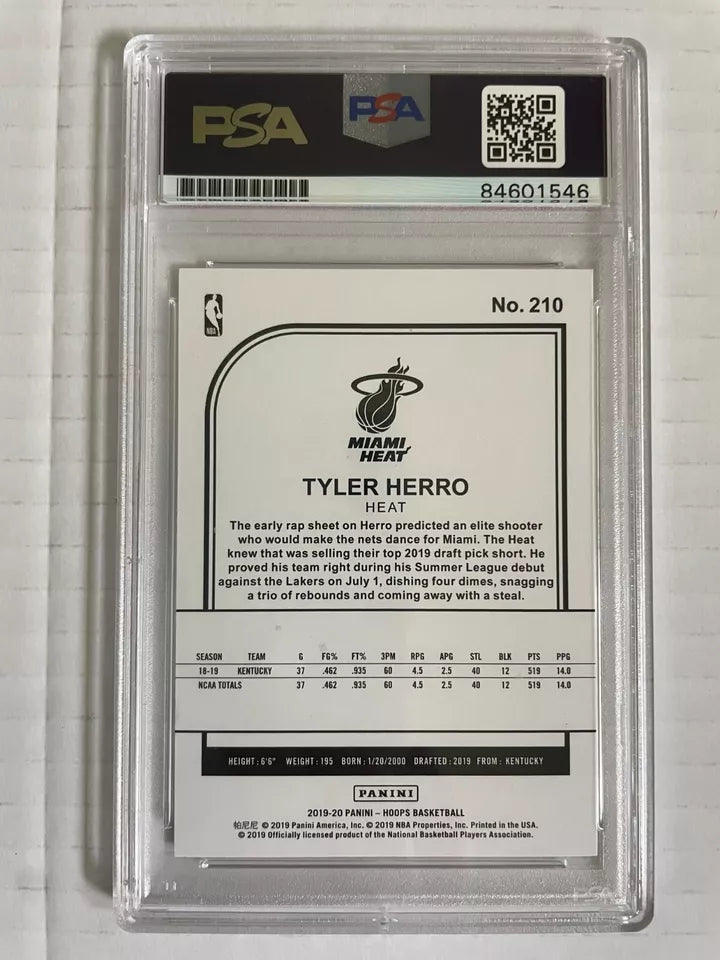 PSA PSA
84601546
No. 210
NBA
MIAMI
HEAT
TYLER HERRO
HEAT
The early rap sheet on Herro predicted an elite shooter
who would make the nets dance for Miami. The Heat
knew that was selling their top 2019 draft pick short. He
proved his team right during his Summer League debut
against the Lakers on July 1, dishing four dimes, snagging
a trio of rebounds and coming away with a steal.
SEASON TEAM G FG% FT% 3PM RPG APG STL BLK PTS PPG
18-19 KENTUCKY 37 .462 .935 60 4.5 2.5 40 12 519 14.0
NCAA TOTALS 37 .462 .935 60 4.5 2.5 40 12 519 14.0
HEIGHT: 6'6" WEIGHT: 195 BORN: 1/20/2000 DRAFTED: 2019 FROM: KENTUCKY
PANINI
2019-20 PANINI – HOOPS BASKETBALL
帕尼尼 © 2019 Panini America, Inc. © 2019 NBA Properties, Inc. Printed in the USA.
© 2019 Officially licensed product of the National Basketball Players Association.